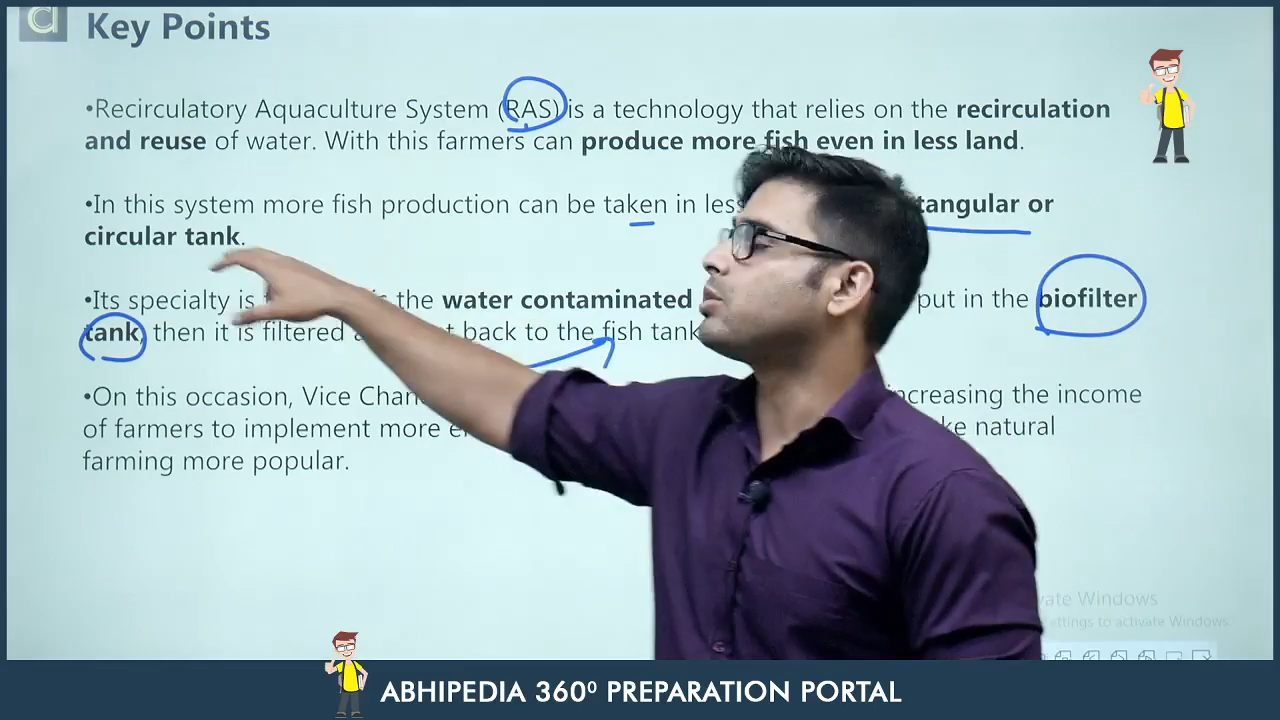 a
Key Points
•Recirculatory Aquaculture System (RAS) is a technology that relies on the recirculation
and reuse of water. With this farmers can produce more fish even in less land.
•In this system more fish production can be taken in less tangular or
circular tank.
•Its specialty is the water contaminated put in the biofilter
tank, then it is filtered back to the fish tank
•On this occasion, Vice increasing the income
of farmers to implement more natural
farming more popular.
Windows
to activate Windows.
ABHIPEDIA 360⁰ PREPARATION PORTAL